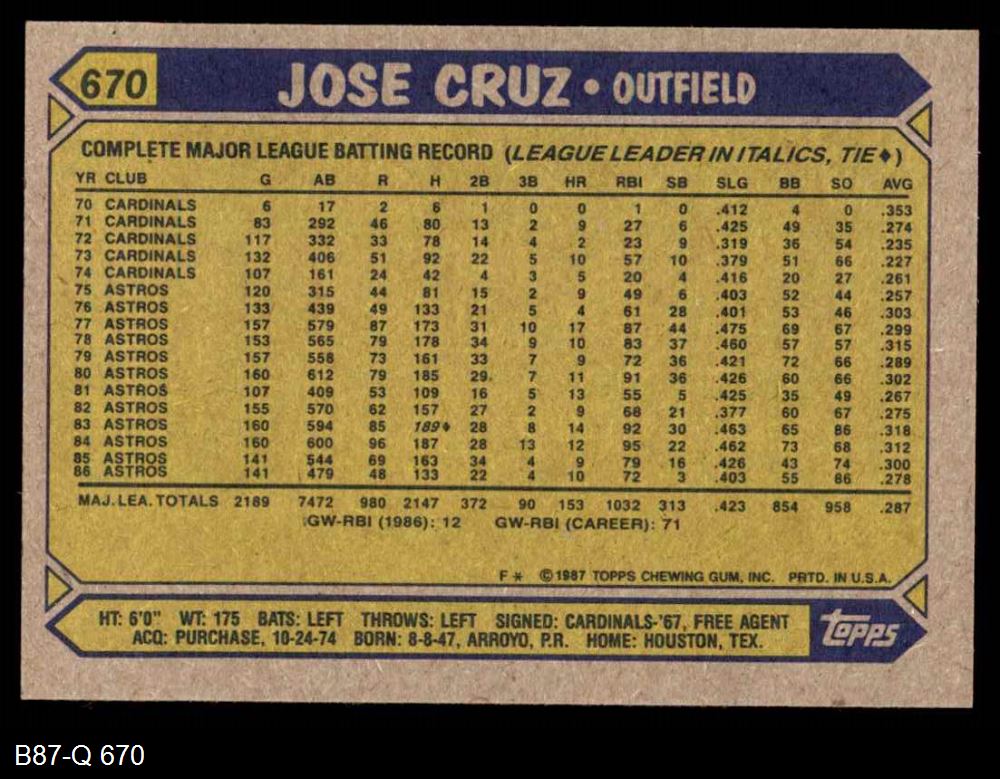 670 JOSE CRUZ • OUTFIELD
COMPLETE MAJOR LEAGUE BATTING RECORD (LEAGUE LEADER IN ITALICS, TIE♦)
YR CLUB G AB R H 2B 3B HR RBI SB SLG BB SO AVG
70 CARDINALS 6 17 2 6 1 0 0 1 0 .412 4 0 .353
71 CARDINALS 83 292 46 80 13 2 9 27 6 .425 49 35 .274
72 CARDINALS 117 332 33 78 14 4 2 23 9 .319 36 54 .235
73 CARDINALS 132 406 51 92 22 5 10 57 10 .379 51 66 .227
74 CARDINALS 107 161 24 42 4 3 5 20 4 .416 20 27 .261
75 ASTROS 120 315 44 81 15 2 9 49 6 .403 52 44 .257
76 ASTROS 133 439 49 133 21 5 4 61 28 .401 53 46 .303
77 ASTROS 157 579 87 173 31 10 17 87 44 .475 69 67 .299
78 ASTROS 153 565 79 178 34 9 10 83 37 .460 57 57 .315
79 ASTROS 157 558 73 161 33 7 9 72 36 .421 72 66 .289
80 ASTROS 160 612 79 185 29 7 11 91 36 .426 60 66 .302
81 ASTROS 107 409 53 109 16 5 13 55 5 .425 35 49 .267
82 ASTROS 155 570 62 157 27 2 9 68 21 .377 60 67 .275
83 ASTROS 160 594 85 189♦ 28 8 14 92 30 .463 65 86 .318
84 ASTROS 160 600 96 187 28 13 12 95 22 .462 73 68 .312
85 ASTROS 141 544 69 163 34 4 9 79 16 .426 43 74 .300
86 ASTROS 141 479 48 133 22 4 10 72 3 .403 55 86 .278
MAJ. LEA. TOTALS 2189 7472 980 2147 372 90 153 1032 313 .423 854 958 .287
GW-RBI (1986): 12 GW-RBI (CAREER): 71
F* ©1987 TOPPS CHEWING GUM, INC. PRTD. IN U.S.A.
HT: 6'0" WT: 175 BATS: LEFT THROWS: LEFT SIGNED: CARDINALS-'67, FREE AGENT
ACQ: PURCHASE, 10-24-74 BORN: 8-8-47, ARROYO, P.R. HOME: HOUSTON, TEX.
TOPPS
B87-Q 670